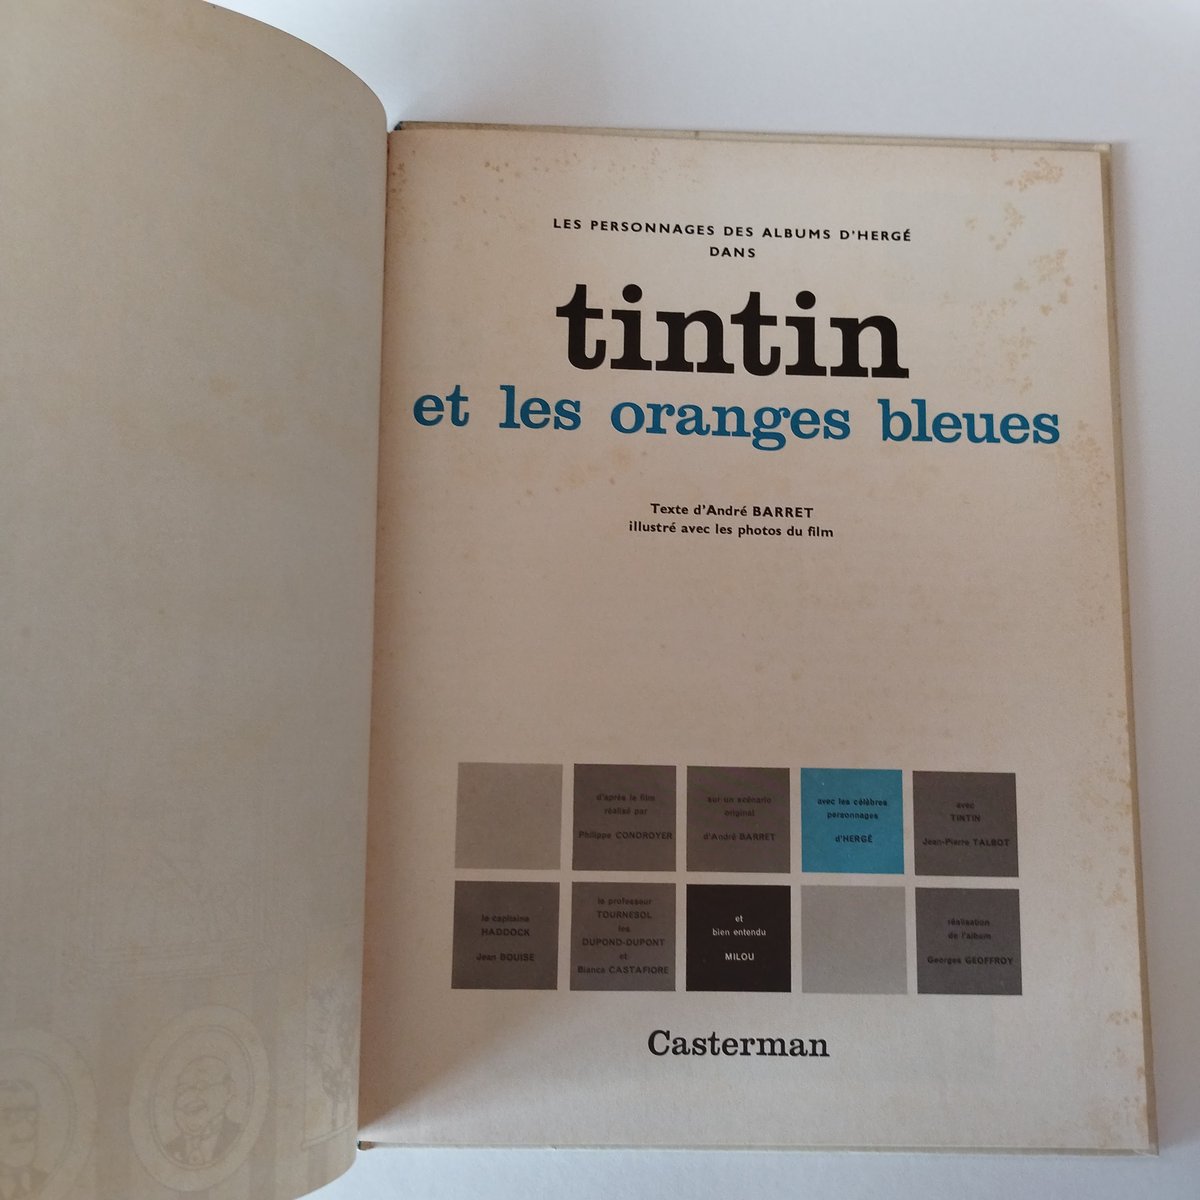 LES PERSONNAGES DES ALBUMS D'HERGÉ
DANS
tintin
et les oranges bleues
Texte d'André BARRET
illustré avec les photos du film
d'après le film
réalisé par
Philippe CONDROYER
sur un scénario
original
d'André BARRET
avec les célèbres
personnages
d'HERGÉ
avec
TINTIN
Jean-Pierre TALBOT
le capitaine
HADDOCK
Jean BOUISE
le professeur
TOURNESOL
les
DUPOND-DUPONT
et
Bianca CASTAFIORE
et
bien entendu
MILOU
réalisation
de l'album
Georges GEOFFROY
Casterman